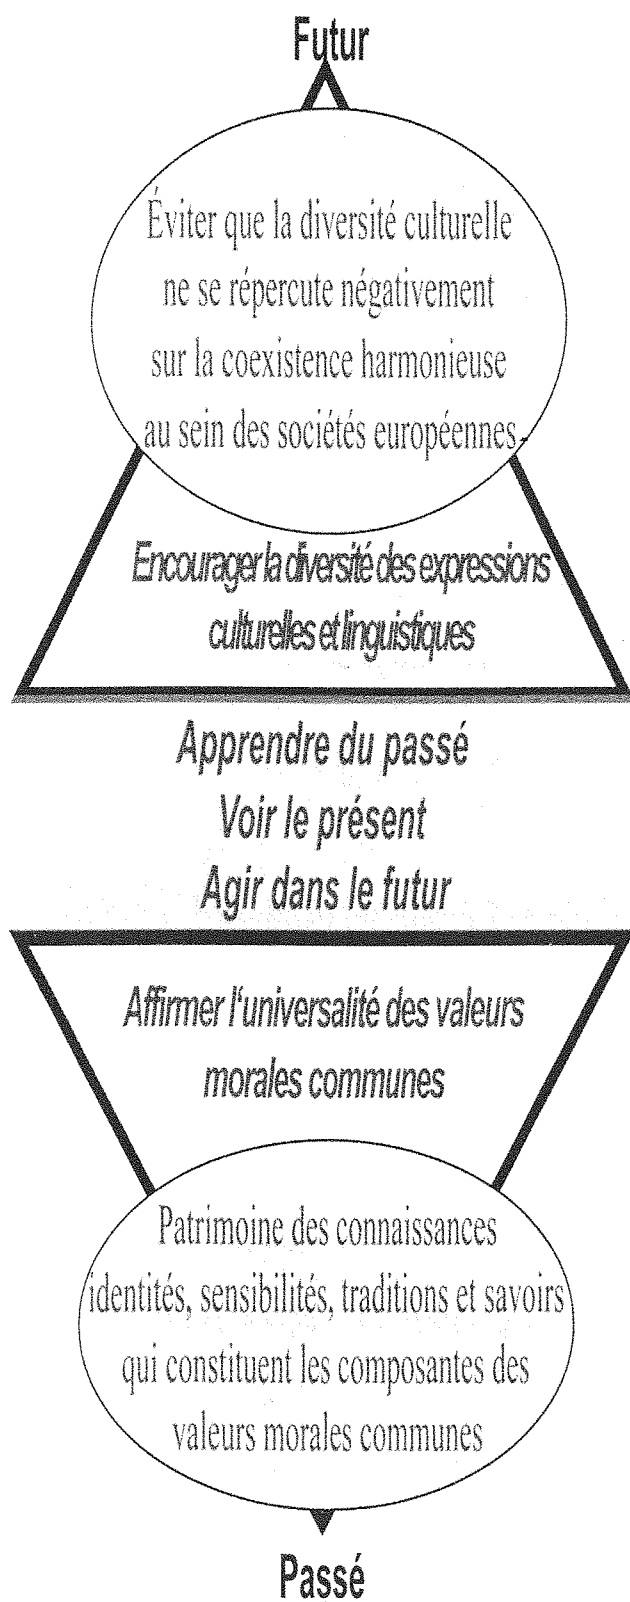 Futur
Éviter que la diversité culturelle
ne se répercute négativement
sur la coexistence harmonieuse
au sein des sociétés européennes.
Encourager la diversité des expressions
culturelles et linguistiques
Apprendre du passé
Voir le présent
Agir dans le futur
Affirmer l'universalité des valeurs
morales communes
Patrimoine des connaissances
identités, sensibilités, traditions et savoirs
qui constituent les composantes des
valeurs morales communes
Passé